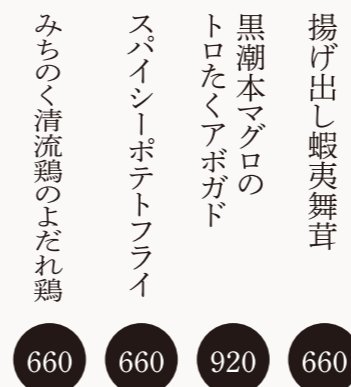 揚げ出し蝦夷舞茸
660
黒潮本マグロの
トロたくアボガド
920
スパイシーポテトフライ
660
みちのく清流鶏のよだれ鶏
660